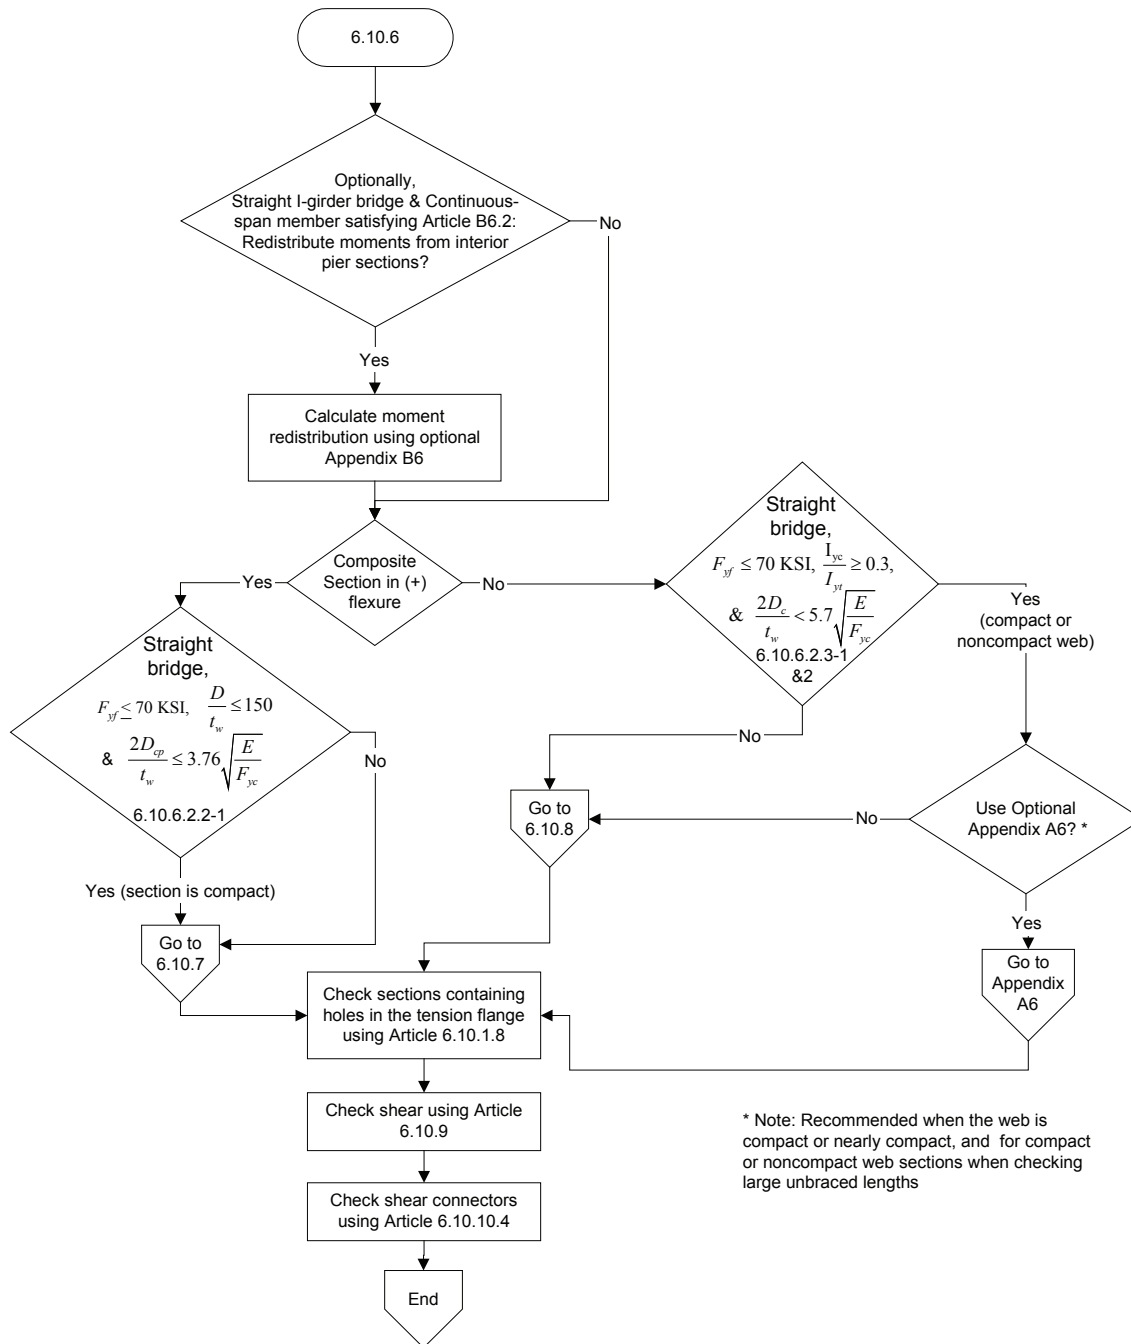 6.10.6
Optionally,
Straight I-girder bridge & Continuous-
span member satisfying Article B6.2:
Redistribute moments from interior
pier sections?
No
Yes
Calculate moment
redistribution using optional
Appendix B6
Composite
Section in (+)
flexure
Yes
No
Straight
bridge,
F_yf ≤ 70 KSI, I_yc/I_yt ≥ 0.3,
& 2D_c/t_w < 5.7√(E/F_yc)
6.10.6.2.3-1
&2
Yes
(compact or
noncompact web)
No
Straight
bridge,
F_yf ≤ 70 KSI, D/t_w ≤ 150
& 2D_cp/t_w ≤ 3.76√(E/F_yc)
6.10.6.2.2-1
No
Yes (section is compact)
Go to
6.10.7
Go to
6.10.8
No
Use Optional
Appendix A6? *
Yes
Go to
Appendix
A6
Check sections containing
holes in the tension flange
using Article 6.10.1.8
Check shear using Article
6.10.9
Check shear connectors
using Article 6.10.10.4
End
* Note: Recommended when the web is
compact or nearly compact, and for compact
or noncompact web sections when checking
large unbraced lengths